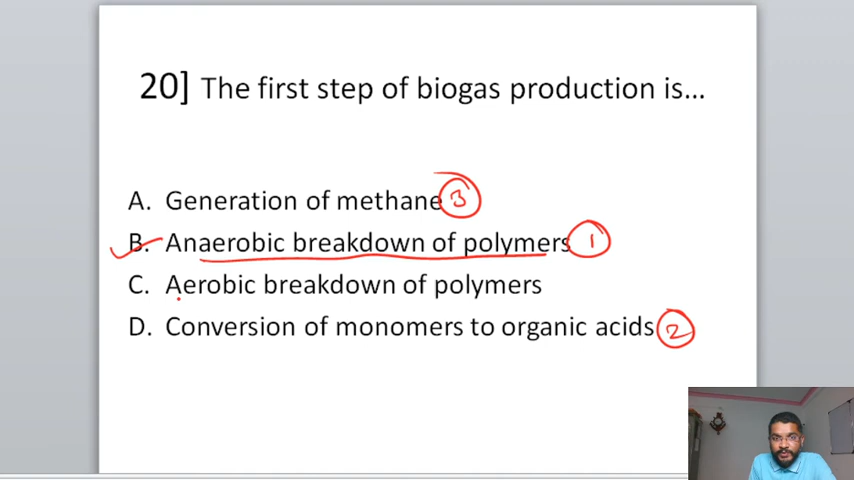 20] The first step of biogas production is...
A. Generation of methane 3
B. Anaerobic breakdown of polymers 1
C. Aerobic breakdown of polymers
D. Conversion of monomers to organic acids 2